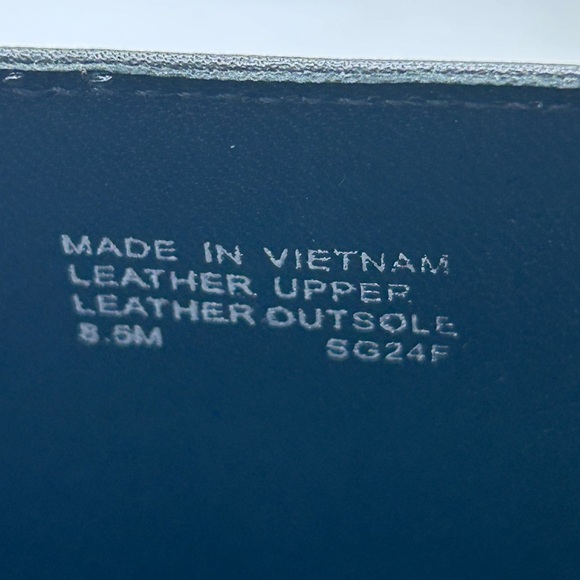 MADE IN VIETNAM
LEATHER UPPER
LEATHER OUTSOLE
8.5M SG24F